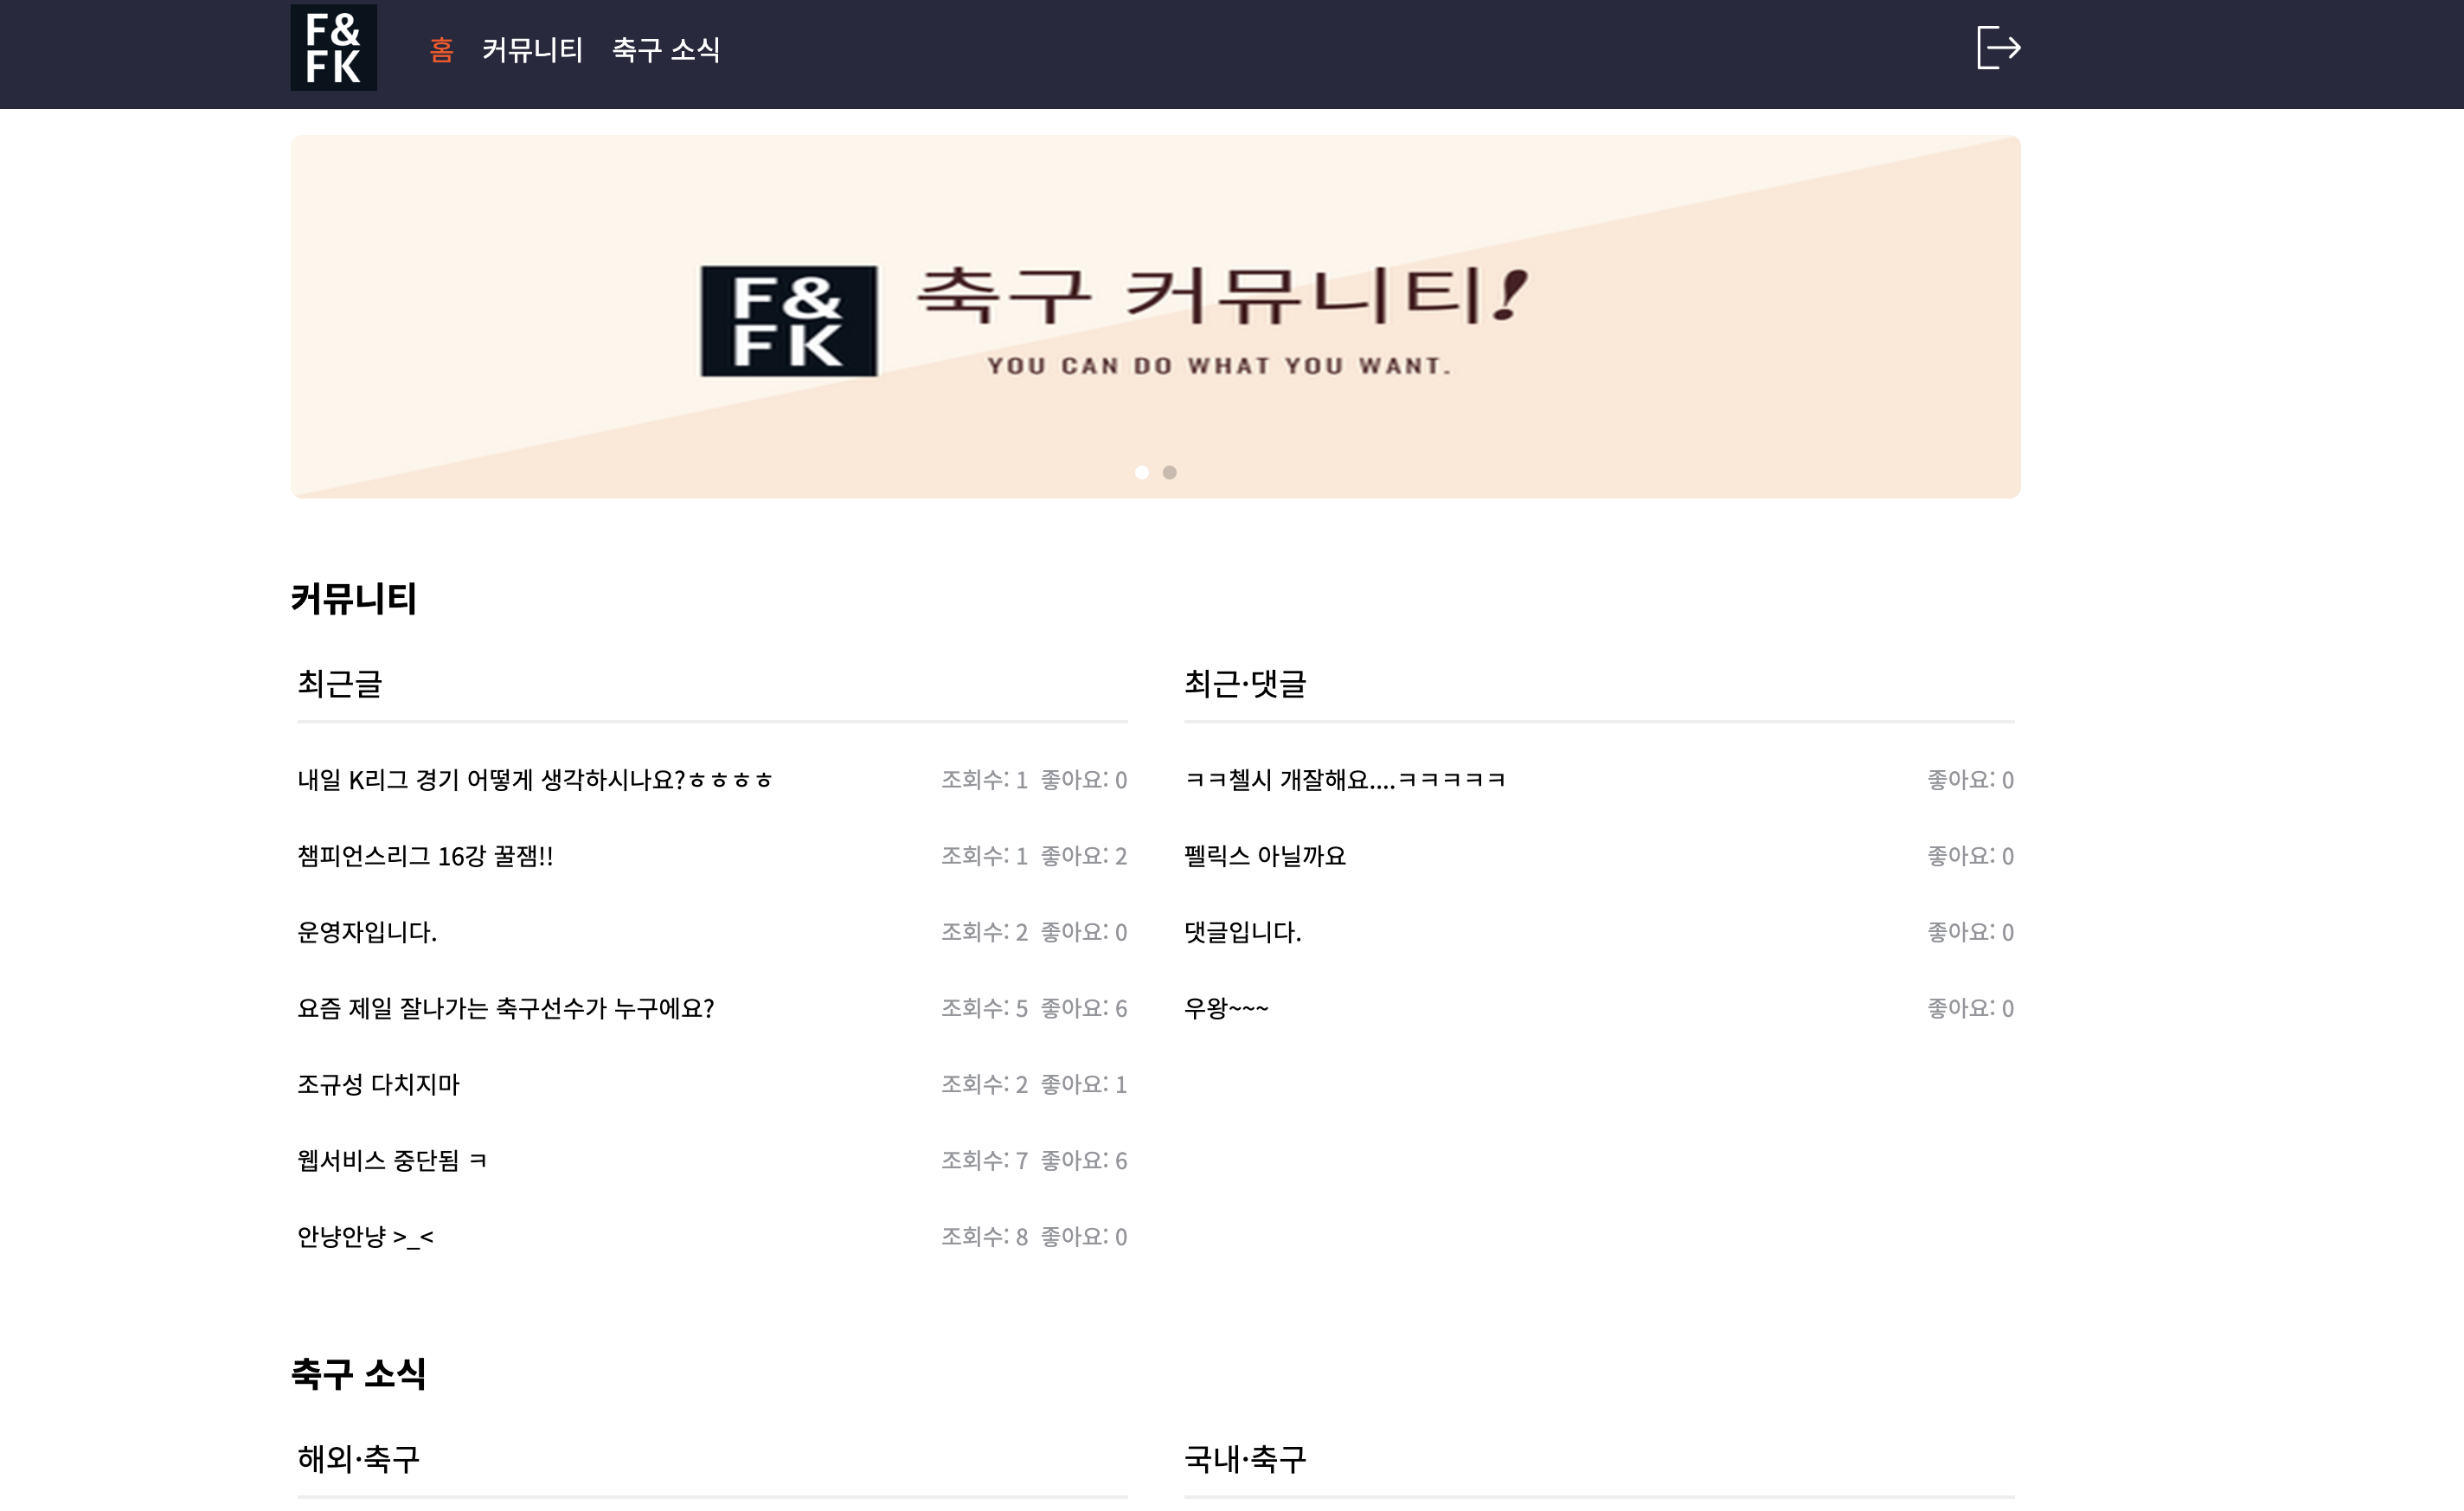 F&
FK
홈 커뮤니티 축구 소식
F&
FK
축구 커뮤니티!
YOU CAN DO WHAT YOU WANT.
커뮤니티
최근글
내일 K리그 경기 어떻게 생각하시나요?ㅎㅎㅎㅎ 조회수: 1 좋아요: 0
챔피언스리그 16강 꿀잼!! 조회수: 1 좋아요: 2
운영자입니다. 조회수: 2 좋아요: 0
요즘 제일 잘나가는 축구선수가 누구에요? 조회수: 5 좋아요: 6
조규성 다치지마 조회수: 2 좋아요: 1
웹서비스 중단됨 ㅋ 조회수: 7 좋아요: 6
안냥안냥 >_< 조회수: 8 좋아요: 0
최근·댓글
ㅋㅋ첼시 개잘해요....ㅋㅋㅋㅋㅋ 좋아요: 0
펠릭스 아닐까요 좋아요: 0
댓글입니다. 좋아요: 0
우왕~~~ 좋아요: 0
축구 소식
해외·축구
국내·축구